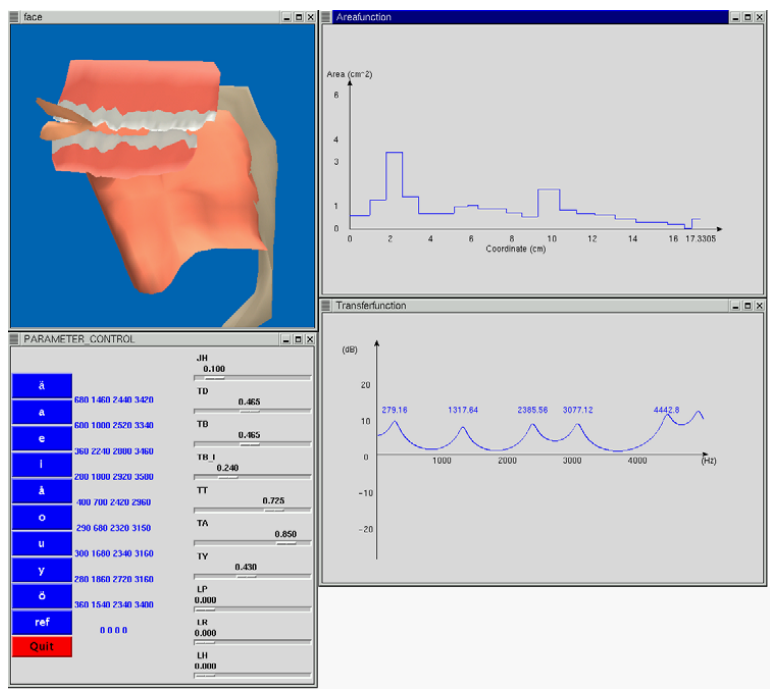 face
Areafunction
Area (cm^2)
6
4
3
1
0
0 2 4 6 8 10 12 14 16 17.3305
Coordinate (cm)
Transferfunction
(dB)
20
10
0
-10
-20
279.16 1317.64 2385.56 3077.12 4442.8
1000 2000 3000 4000 (Hz)
PARAMETER_CONTROL
ä
680 1460 2440 3420
a
600 1000 2520 3340
e
360 2240 2800 3460
i
280 1800 2920 3500
å
400 700 2420 2960
o
290 680 2320 3150
u
300 1680 2340 3160
y
280 1860 2720 3160
ö
360 1540 2340 3400
ref
0 0 0 0
Quit
JH
0.100
TD
0.465
TB
0.465
TB_I
0.240
TT
0.725
TA
0.850
TY
0.430
LP
0.000
LR
0.000
LH
0.000